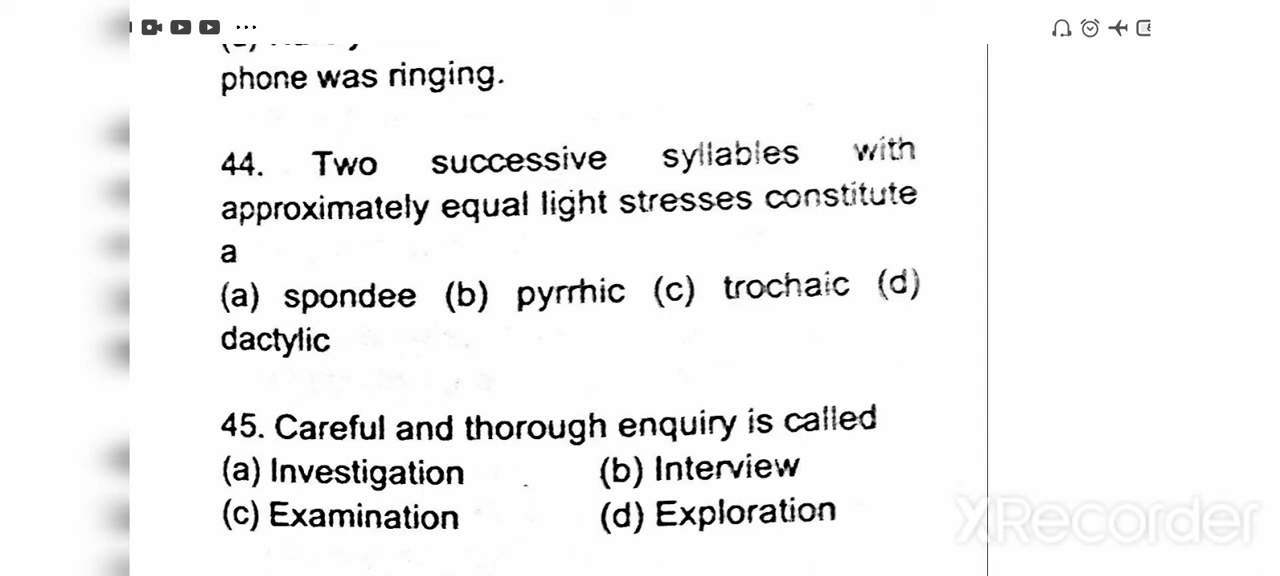 phone was ringing.
44. Two successive syllables with
approximately equal light stresses constitute
a
(a) spondee (b) pyrrhic (c) trochaic (d)
dactylic
45. Careful and thorough enquiry is called
(a) Investigation (b) Interview
(c) Examination (d) Exploration
XRecorder